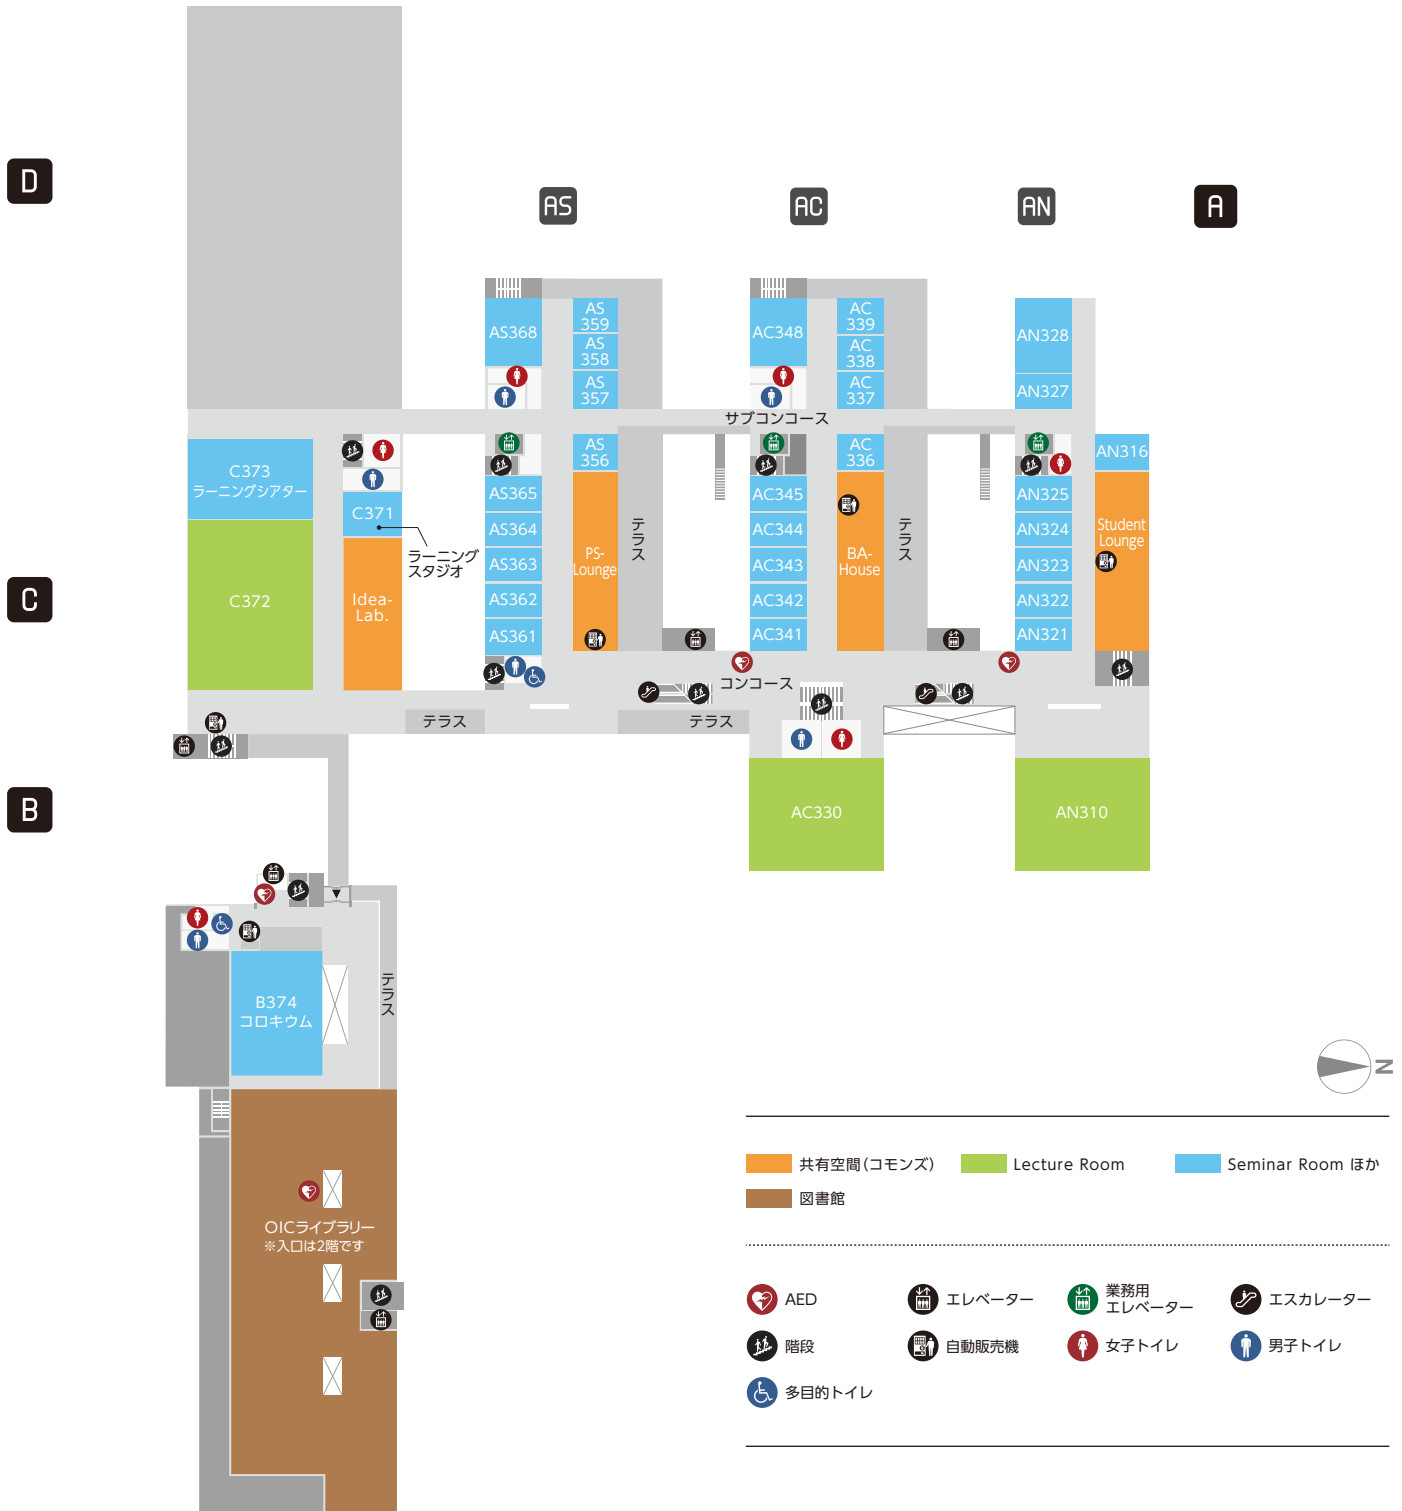 D
AS
AC
AN
A
AS368
AS
359
AS
358
AS
357
AC348
AC
339
AC
338
AC
337
AN328
AN327
サブコンコース
C373
ラーニングシアター
C372
C371
ラーニング
スタジオ
Idea-
Lab.
AS
356
AS365
AS364
AS363
AS362
AS361
PS-
Lounge
テラス
AC
336
AC345
AC344
AC343
AC342
AC341
BA-
House
テラス
AN316
AN325
AN324
AN323
AN322
AN321
Student
Lounge
C
コンコース
テラス
テラス
B
AC330
AN310
B374
コロキウム
テラス
N
OICライブラリー
※入口は2階です
共有空間(コモンズ)
Lecture Room
Seminar Room ほか
図書館
AED
エレベーター
業務用
エレベーター
エスカレーター
階段
自動販売機
女子トイレ
男子トイレ
多目的トイレ